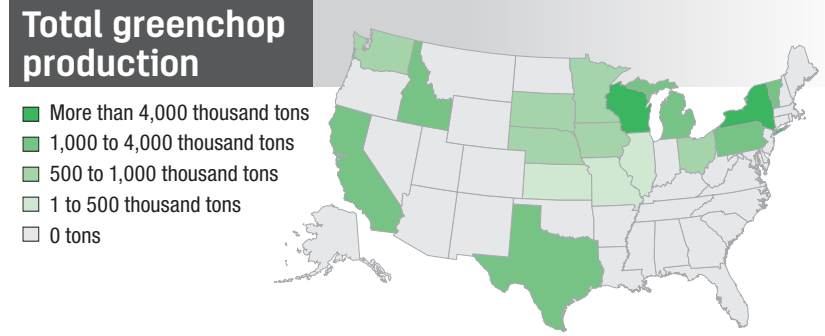 Total greenchop
production
More than 4,000 thousand tons
1,000 to 4,000 thousand tons
500 to 1,000 thousand tons
1 to 500 thousand tons
0 tons